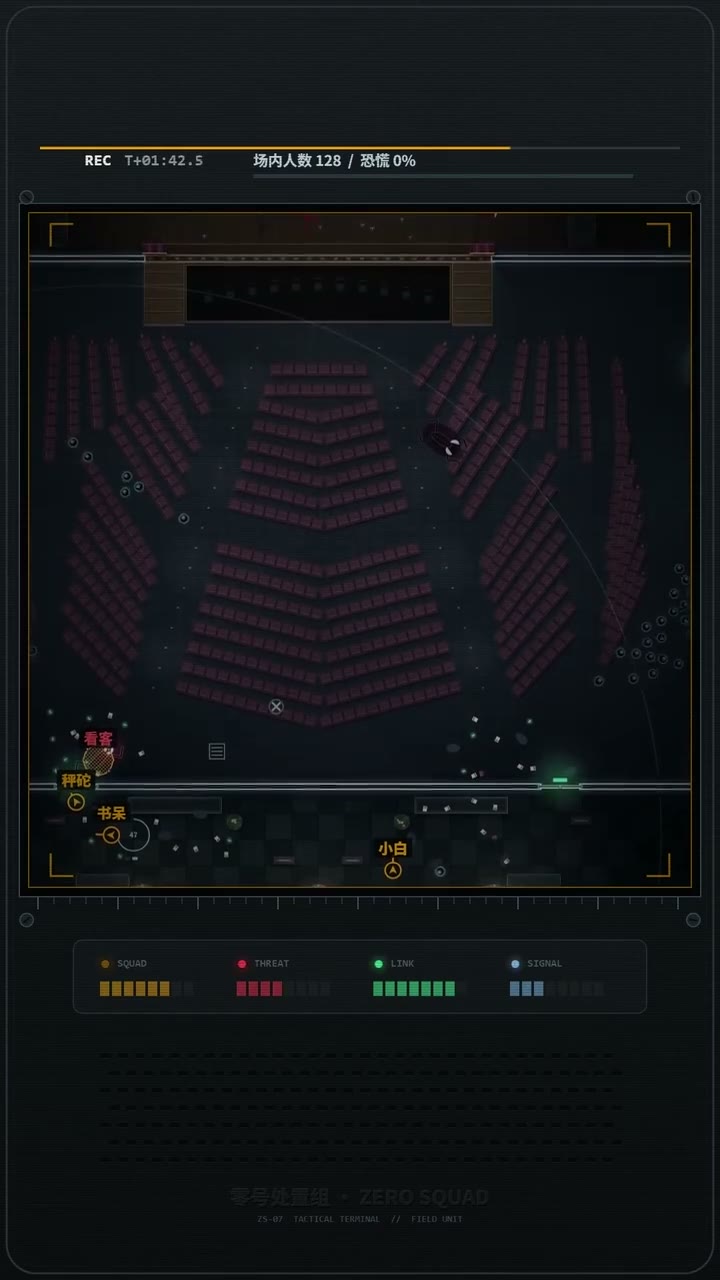 REC T+01:42.5 场内人数 128 / 恐慌 0%
看客
秤砣
书呆
47
小白
SQUAD THREAT LINK SIGNAL
零号处置组 · ZERO SQUAD
ZS-07 TACTICAL TERMINAL // FIELD UNIT